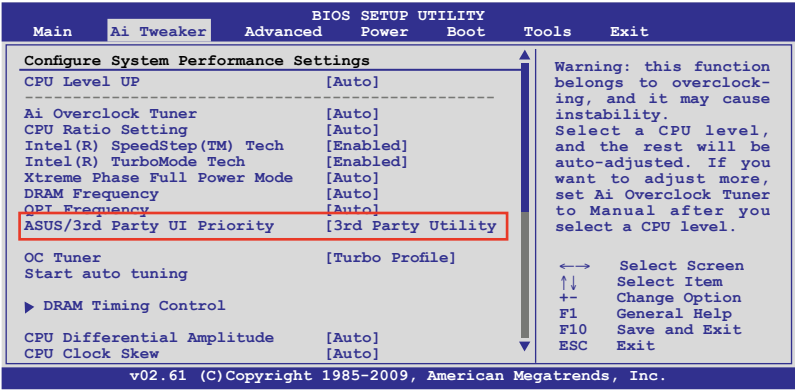 BIOS SETUP UTILITY
Main Ai Tweaker Advanced Power Boot Tools Exit
Configure System Performance Settings
CPU Level UP [Auto]
------------------------------------------------
Ai Overclock Tuner [Auto]
CPU Ratio Setting [Auto]
Intel(R) SpeedStep(TM) Tech [Enabled]
Intel(R) TurboMode Tech [Enabled]
Xtreme Phase Full Power Mode [Auto]
DRAM Frequency [Auto]
QPI Frequency [Auto]
ASUS/3rd Party UI Priority [3rd Party Utility
OC Tuner [Turbo Profile]
Start auto tuning
▶ DRAM Timing Control
CPU Differential Amplitude [Auto]
CPU Clock Skew [Auto]
Warning: this function
belongs to overclock-
ing, and it may cause
instability.
Select a CPU level,
and the rest will be
auto-adjusted. If you
want to adjust more,
set Ai Overclock Tuner
to Manual after you
select a CPU level.
←→ Select Screen
↑↓ Select Item
+- Change Option
F1 General Help
F10 Save and Exit
ESC Exit
v02.61 (C)Copyright 1985-2009, American Megatrends, Inc.